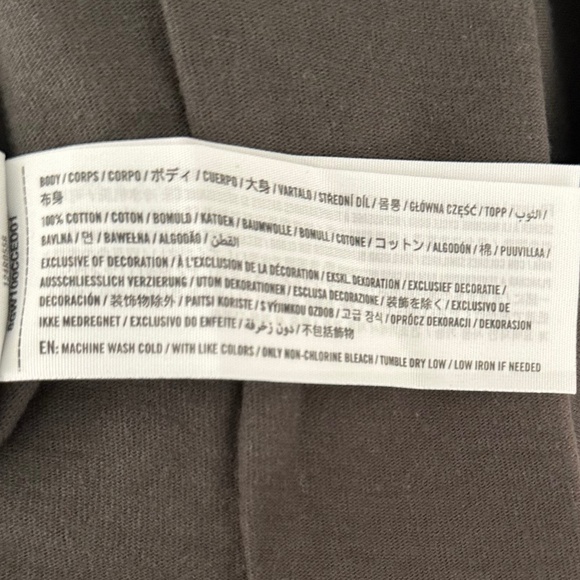 BODY / CORPS / CORPO / ボディ / CUERPO / 大身 / VARTALO / STŘEDNÍ DÍL / 몸통 / GŁÓWNA CZĘŚĆ / TOPP / الثوب /
布身
100% COTTON / COTON / BOMULD / KATOEN / BAUMWOLLE / BOMULL / COTONE / コットン / ALGODÓN / 棉 / PUUVILLAA /
BAVLNA / 면 / BAWEŁNA / ALGODÃO / القطن
EXCLUSIVE OF DECORATION / À L'EXCLUSION DE LA DÉCORATION / EKSKL. DEKORATION / EXCLUSIEF DECORATIE /
AUSSCHLIESSLICH VERZIERUNG / UTOM DEKORATIONEN / ESCLUSA DECORAZIONE / 装飾を除く / EXCLUSIVO DE
DECORACIÓN / 装饰物除外 / PAITSI KORISTE / S VÝJIMKOU OZDOB / 고급 장식 / OPRÓCZ DEKORACJI / DEKORASJON
IKKE MEDREGNET / EXCLUSIVO DO ENFEITE / دون زخرفة / 不包括飾物
EN: MACHINE WASH COLD / WITH LIKE COLORS / ONLY NON-CHLORINE BLEACH / TUMBLE DRY LOW / LOW IRON IF NEEDED